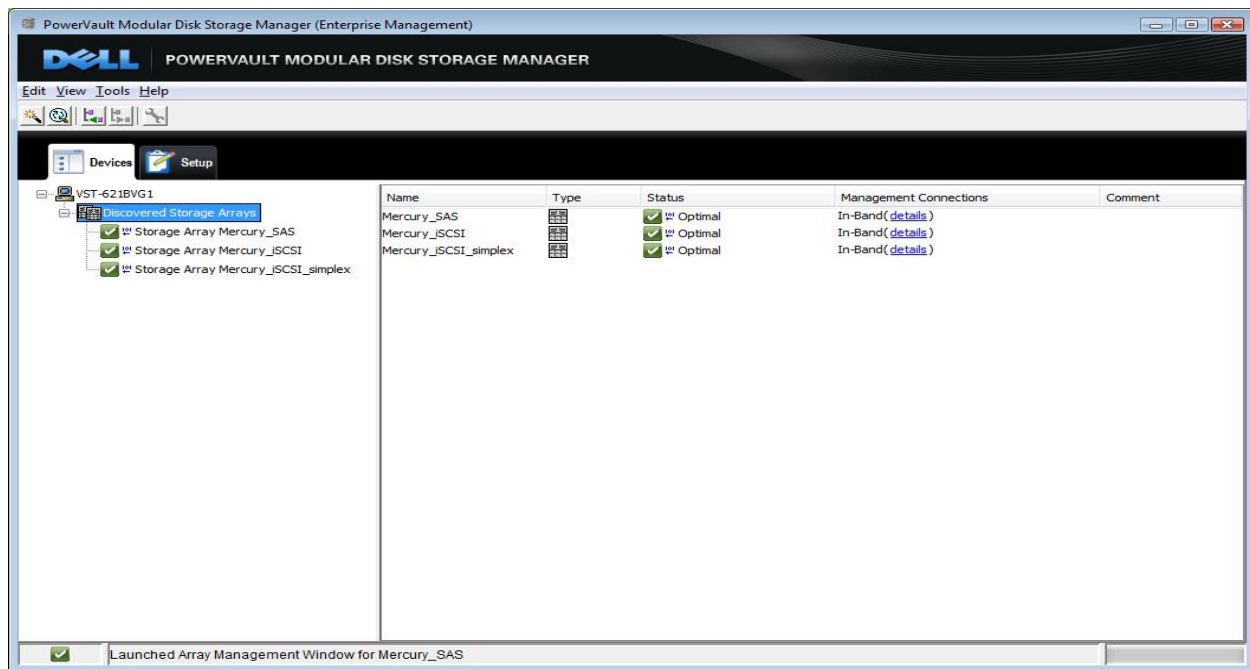 PowerVault Modular Disk Storage Manager (Enterprise Management)
DELL POWERVAULT MODULAR DISK STORAGE MANAGER
Edit View Tools Help
Devices Setup
VST-621BVG1
Discovered Storage Arrays
Storage Array Mercury_SAS
Storage Array Mercury_iSCSI
Storage Array Mercury_iSCSI_simplex
Name Type Status Management Connections Comment
Mercury_SAS Optimal In-Band(details)
Mercury_iSCSI Optimal In-Band(details)
Mercury_iSCSI_simplex Optimal In-Band(details)
Launched Array Management Window for Mercury_SAS